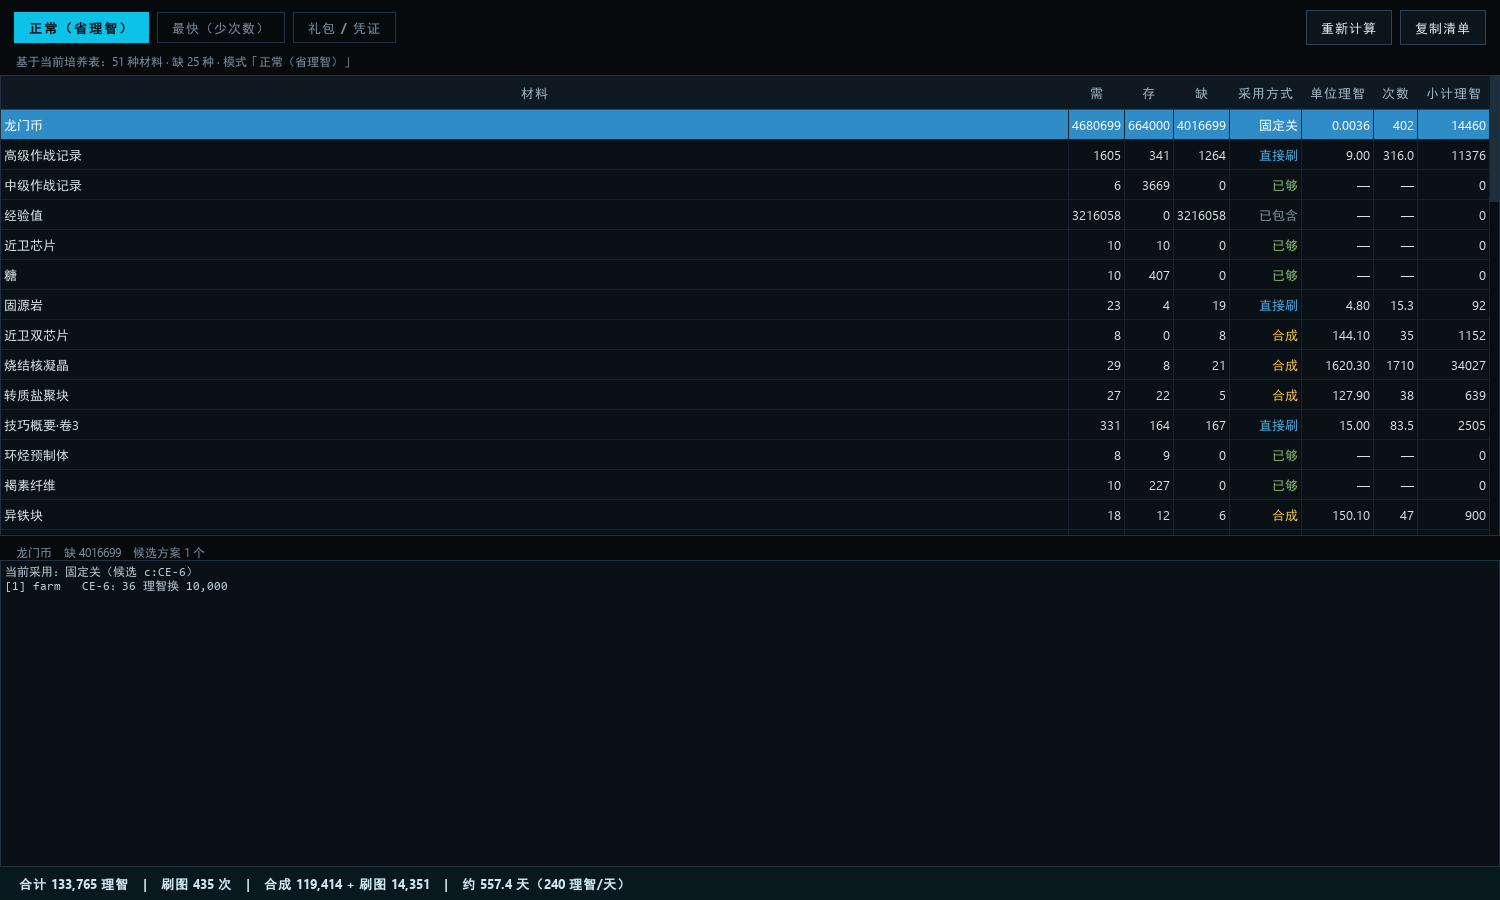 正常（省理智） 最快（少次数） 礼包 / 凭证 重新计算 复制清单
基于当前培养表：51 种材料 · 缺 25 种 · 模式「正常（省理智）」
材料 需 存 缺 采用方式 单位理智 次数 小计理智
龙门币 4680699 664000 4016699 固定关 0.0036 402 14460
高级作战记录 1605 341 1264 直接刷 9.00 316.0 11376
中级作战记录 6 3669 0 已够 — — 0
经验值 3216058 0 3216058 已包含 — — 0
近卫芯片 10 10 0 已够 — — 0
糖 10 407 0 已够 — — 0
固源岩 23 4 19 直接刷 4.80 15.3 92
近卫双芯片 8 0 8 合成 144.10 35 1152
烧结核凝晶 29 8 21 合成 1620.30 1710 34027
转质盐聚块 27 22 5 合成 127.90 38 639
技巧概要·卷3 331 164 167 直接刷 15.00 83.5 2505
环烃预制体 8 9 0 已够 — — 0
褐素纤维 10 227 0 已够 — — 0
异铁块 18 12 6 合成 150.10 47 900
龙门币 缺 4016699 候选方案 1 个
当前采用：固定关（候选 c:CE-6）
[1] farm CE-6：36 理智换 10,000
合计 133,765 理智 | 刷图 435 次 | 合成 119,414 + 刷图 14,351 | 约 557.4 天（240 理智/天）